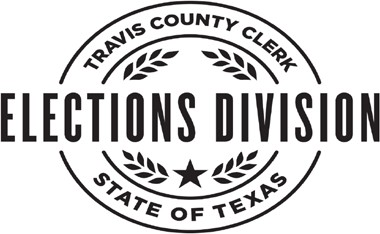 TRAVIS COUNTY CLERK
ELECTIONS DIVISION
STATE OF TEXAS